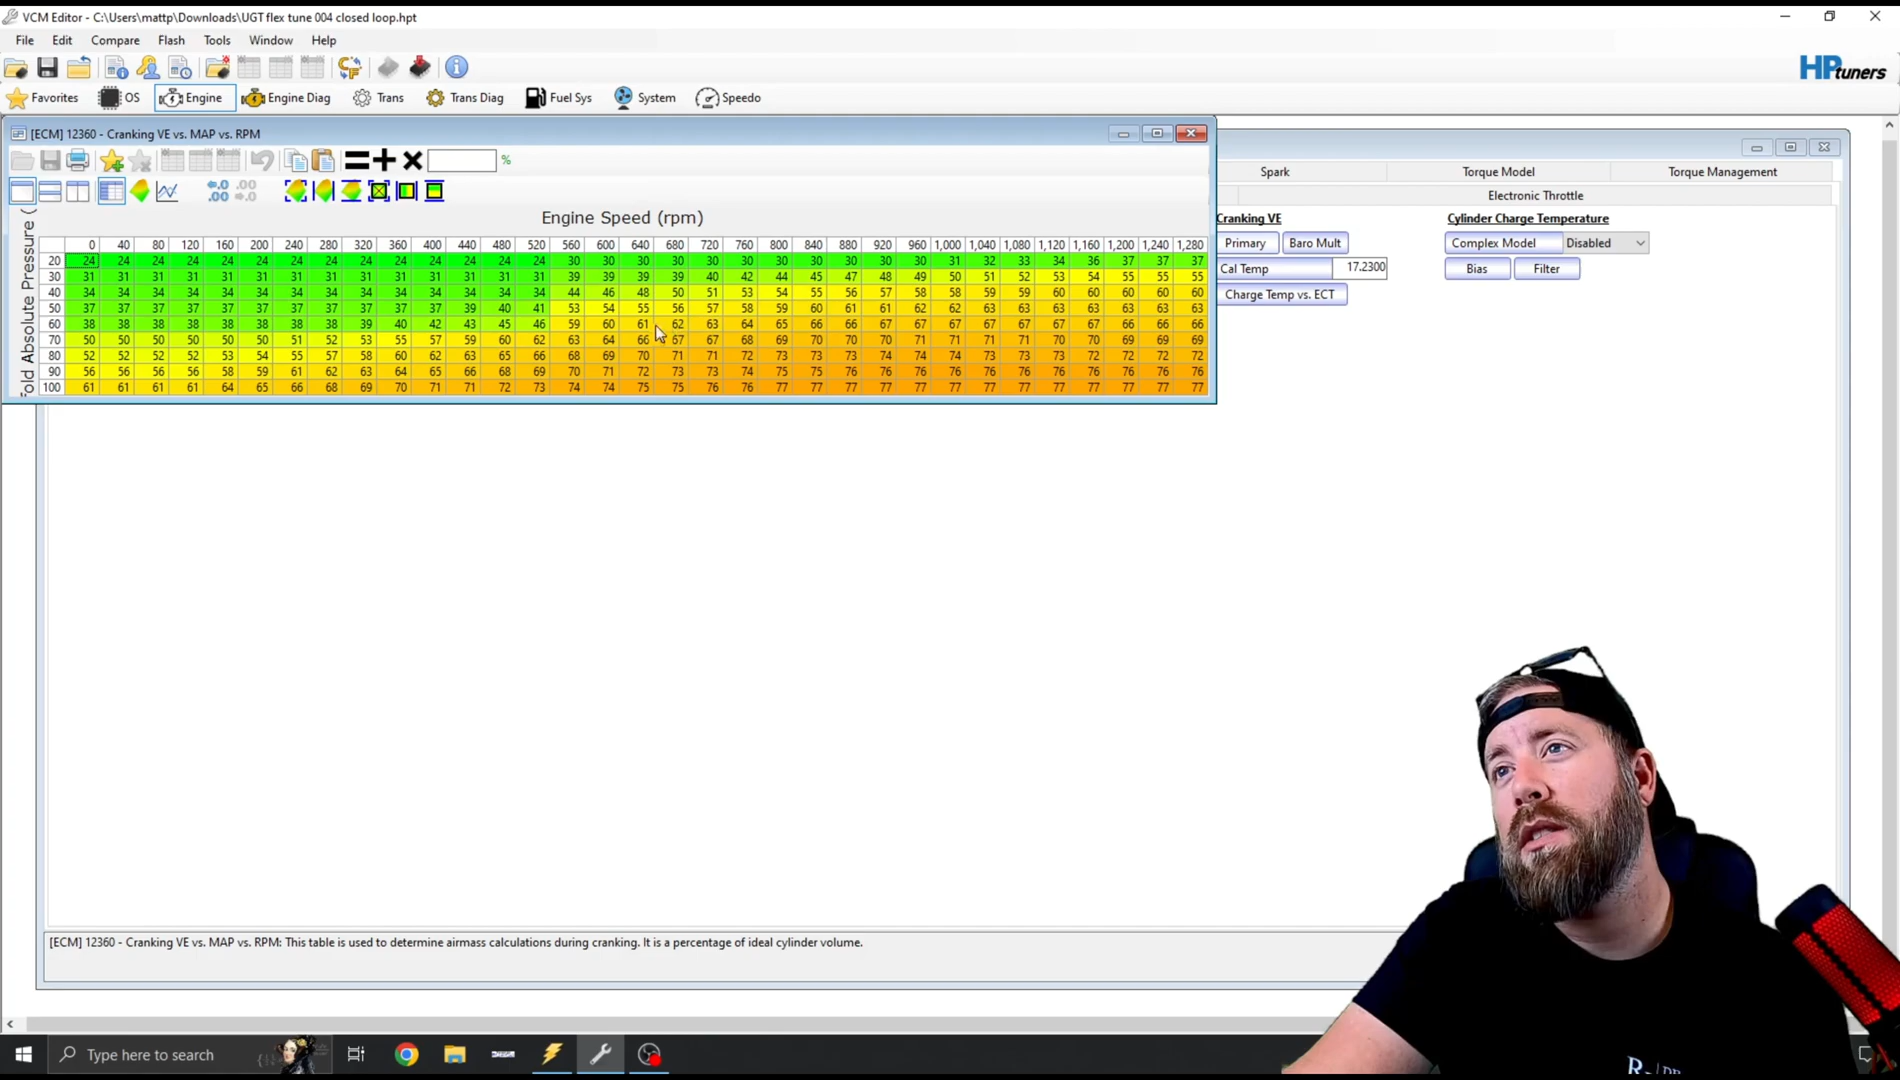 VCM Editor - C:\Users\mattp\Downloads\UGT flex tune 004 closed loop.hpt
File Edit Compare Flash Tools Window Help
HPtuners
Favorites OS Engine Engine Diag Trans Trans Diag Fuel Sys System Speedo
[ECM] 12360 - Cranking VE vs. MAP vs. RPM
%
Spark Torque Model Torque Management
Electronic Throttle
Engine Speed (rpm)
fold Absolute Pressure (
0 40 80 120 160 200 240 280 320 360 400 440 480 520 560 600 640 680 720 760 800 840 880 920 960 1,000 1,040 1,080 1,120 1,160 1,200 1,240 1,280
20 24 24 24 24 24 24 24 24 24 24 24 24 24 24 30 30 30 30 30 30 30 30 30 30 30 31 32 33 34 36 37 37 37
30 31 31 31 31 31 31 31 31 31 31 31 31 31 31 39 39 39 39 40 42 44 45 47 48 49 50 51 52 53 54 55 55 55
40 34 34 34 34 34 34 34 34 34 34 34 34 34 34 44 46 48 50 51 53 54 55 56 57 58 58 59 59 60 60 60 60 60
50 37 37 37 37 37 37 37 37 37 37 37 39 40 41 53 54 55 56 57 58 59 60 61 61 62 62 63 63 63 63 63 63 63
60 38 38 38 38 38 38 38 38 39 40 42 43 45 46 59 60 61 62 63 64 65 66 66 67 67 67 67 67 67 67 66 66 66
70 50 50 50 50 50 50 51 52 53 55 57 59 60 62 63 64 66 67 67 68 69 70 70 70 71 71 71 71 70 70 69 69 69
80 52 52 52 52 53 54 55 57 58 60 62 63 65 66 68 69 70 71 71 72 73 73 73 74 74 74 73 73 73 72 72 72 72
90 56 56 56 56 58 59 61 62 63 64 65 66 68 69 70 71 72 73 73 74 75 75 76 76 76 76 76 76 76 76 76 76 76
100 61 61 61 61 64 65 66 68 69 70 71 71 72 73 74 74 75 75 76 76 77 77 77 77 77 77 77 77 77 77 77 77 77
Cranking VE
Primary Baro Mult
Cal Temp 17.2300
Charge Temp vs. ECT
Cylinder Charge Temperature
Complex Model Disabled
Bias Filter
[ECM] 12360 - Cranking VE vs. MAP vs. RPM: This table is used to determine airmass calculations during cranking. It is a percentage of ideal cylinder volume.
Type here to search